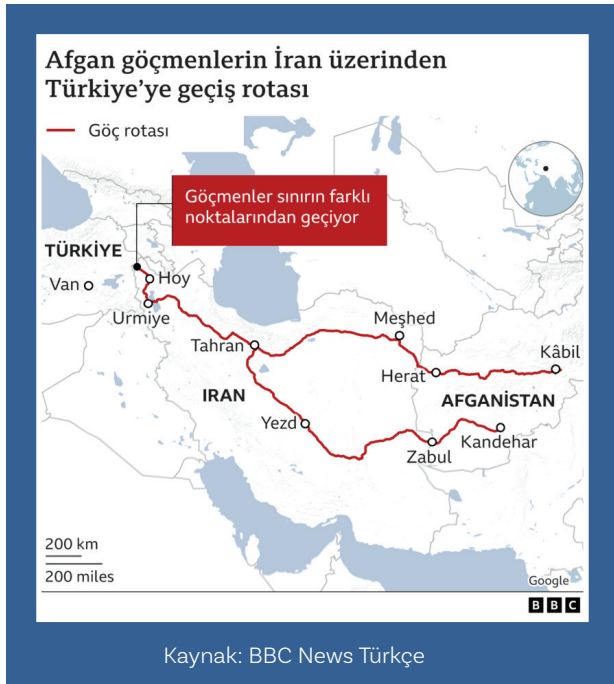 Afgan göçmenlerin İran üzerinden
Türkiye'ye geçiş rotası
Göç rotası
Göçmenler sınırın farklı
noktalarından geçiyor
TÜRKİYE
Hoy
Van
Urmiye
Meşhed
Tahran
Kâbil
Herat
IRAN
AFGANİSTAN
Yezd
Kandehar
Zabul
200 km
200 miles
Google
BBC
Kaynak: BBC News Türkçe